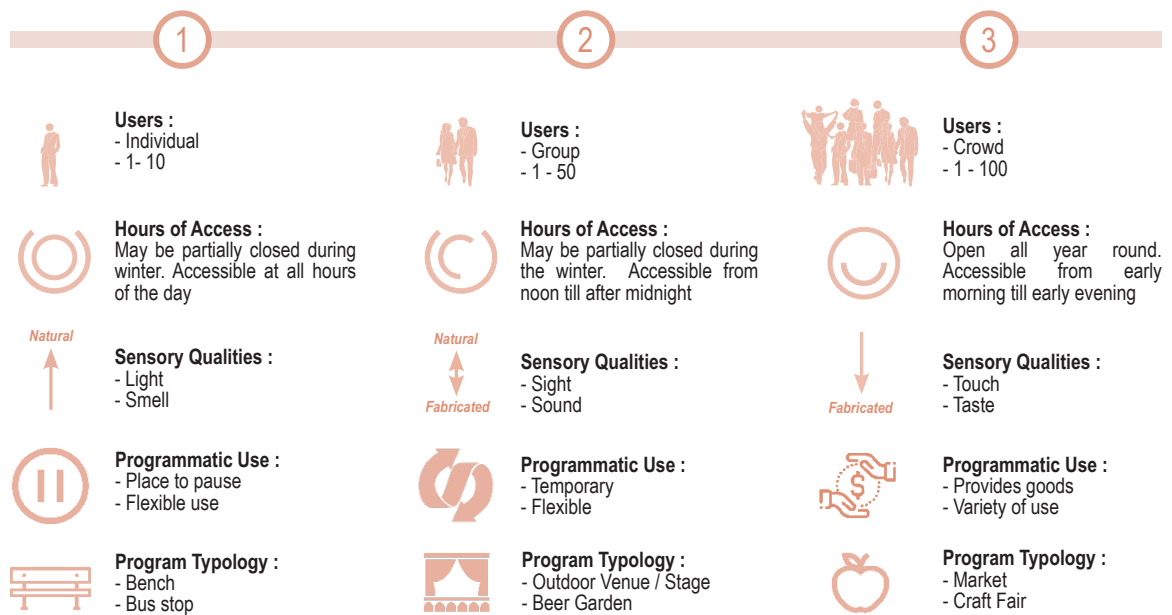 1
Users :
- Individual
- 1- 10
Hours of Access :
May be partially closed during
winter. Accessible at all hours
of the day
Natural
Sensory Qualities :
- Light
- Smell
Programmatic Use :
- Place to pause
- Flexible use
Program Typology :
- Bench
- Bus stop
2
Users :
- Group
- 1 - 50
Hours of Access :
May be partially closed during
the winter. Accessible from
noon till after midnight
Natural
Fabricated
Sensory Qualities :
- Sight
- Sound
Programmatic Use :
- Temporary
- Flexible
Program Typology :
- Outdoor Venue / Stage
- Beer Garden
3
Users :
- Crowd
- 1 - 100
Hours of Access :
Open all year round.
Accessible from early
morning till early evening
Fabricated
Sensory Qualities :
- Touch
- Taste
$
Programmatic Use :
- Provides goods
- Variety of use
Program Typology :
- Market
- Craft Fair